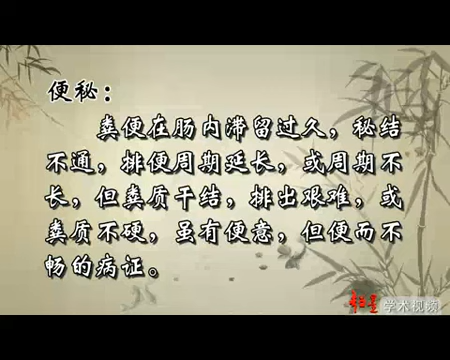 便秘：
粪便在肠内滞留过久，秘结
不通，排便周期延长，或周期不
长，但粪质干结，排出艰难，或
粪质不硬，虽有便意，但便而不
畅的病证。
学术视频